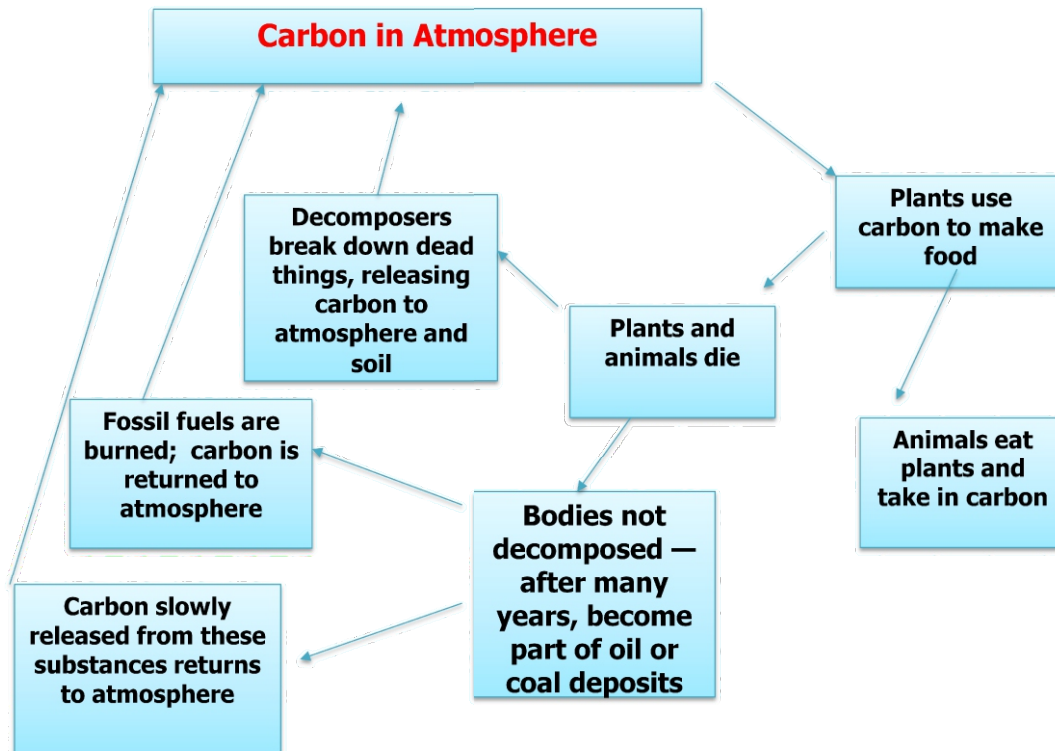 Carbon in Atmosphere
Plants use
carbon to make
food
Decomposers
break down dead
things, releasing
carbon to
atmosphere and
soil
Plants and
animals die
Fossil fuels are
burned;  carbon is
returned to
atmosphere
Animals eat
plants and
take in carbon
Bodies not
decomposed —
after many
years, become
part of oil or
coal deposits
Carbon slowly
released from these
substances returns
to atmosphere